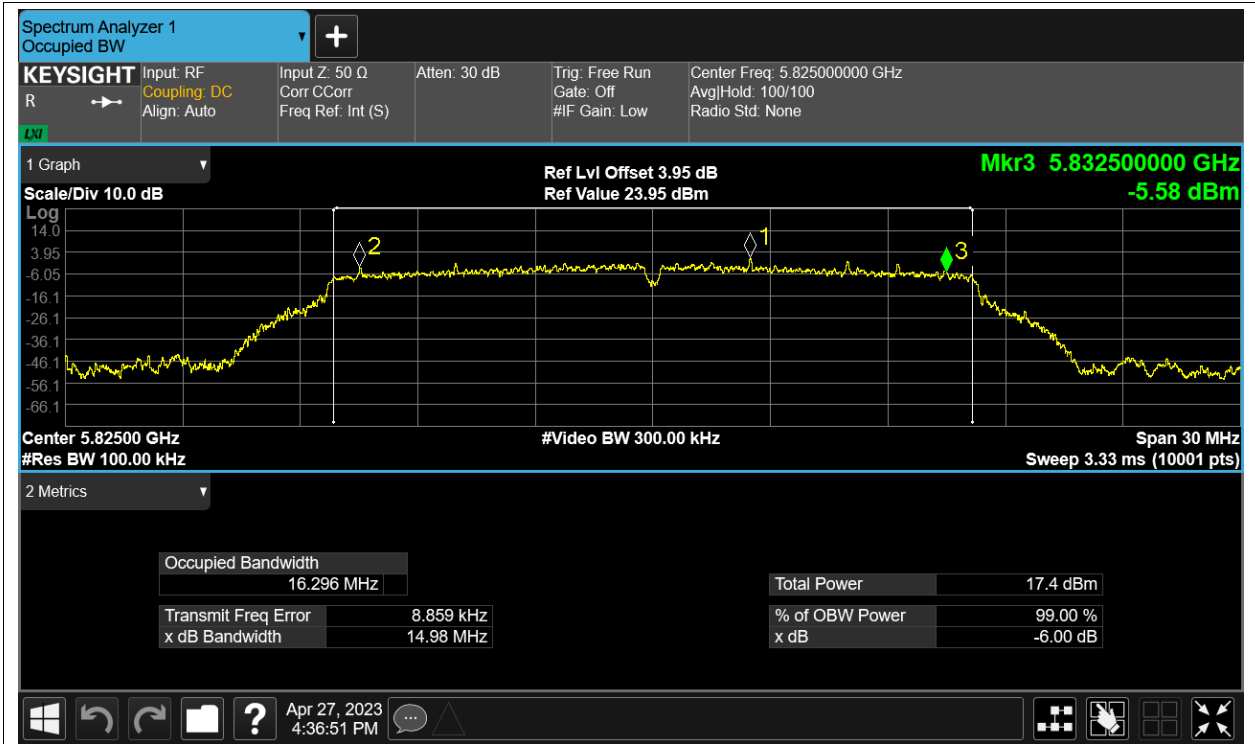 Spectrum Analyzer 1
Occupied BW
KEYSIGHT
R
LXI
Input: RF
Coupling: DC
Align: Auto
Input Z: 50 Ω
Corr CCorr
Freq Ref: Int (S)
Atten: 30 dB
Trig: Free Run
Gate: Off
#IF Gain: Low
Center Freq: 5.825000000 GHz
Avg|Hold: 100/100
Radio Std: None
1 Graph
Scale/Div 10.0 dB
Ref Lvl Offset 3.95 dB
Ref Value 23.95 dBm
Mkr3 5.832500000 GHz
-5.58 dBm
Log
14.0
3.95
-6.05
-16.1
-26.1
-36.1
-46.1
-56.1
-66.1
2
1
3
Center 5.82500 GHz
#Res BW 100.00 kHz
#Video BW 300.00 kHz
Span 30 MHz
Sweep 3.33 ms (10001 pts)
2 Metrics
Occupied Bandwidth
16.296 MHz
Transmit Freq Error 8.859 kHz
x dB Bandwidth 14.98 MHz
Total Power 17.4 dBm
% of OBW Power 99.00 %
x dB -6.00 dB
?
Apr 27, 2023
4:36:51 PM